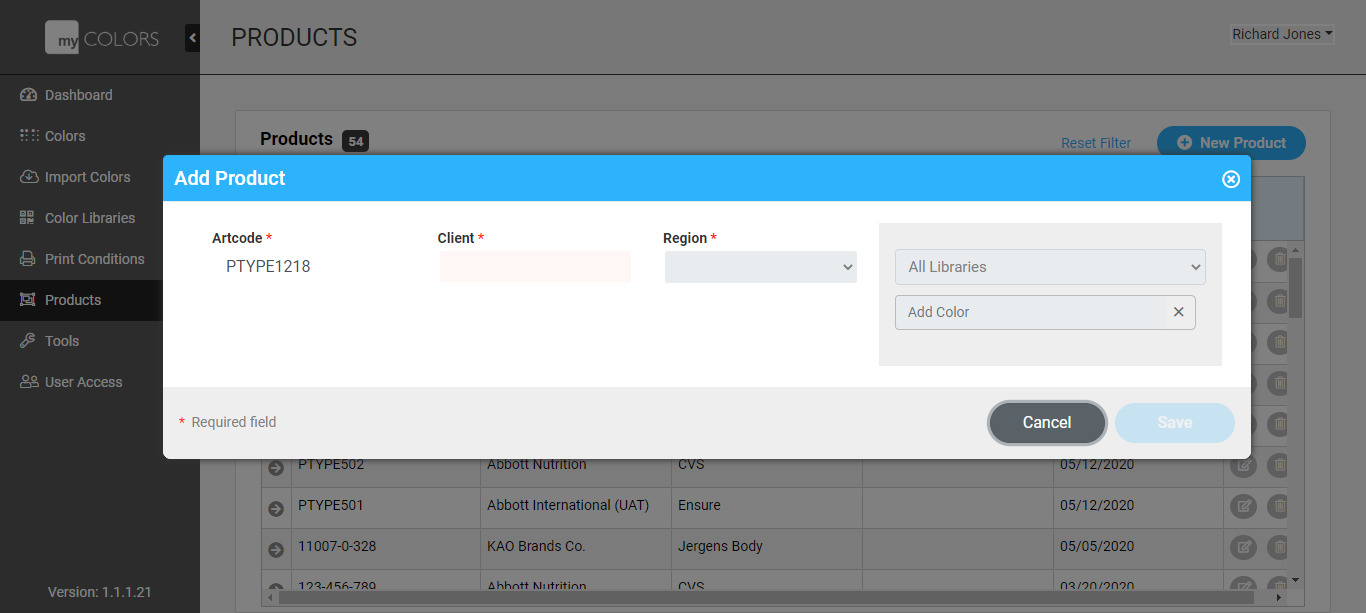 my COLORS
PRODUCTS
Richard Jones
Dashboard
Colors
Import Colors
Color Libraries
Print Conditions
Products
Tools
User Access
Version: 1.1.1.21
Products 54
Reset Filter
New Product
Add Product
Artcode *
Client *
Region *
PTYPE1218
All Libraries
Add Color
* Required field
Cancel
Save
PTYPE502 Abbott Nutrition CVS 05/12/2020
PTYPE501 Abbott International (UAT) Ensure 05/12/2020
11007-0-328 KAO Brands Co. Jergens Body 05/05/2020
123-456-789 Abbott Nutrition CVS 03/20/2020